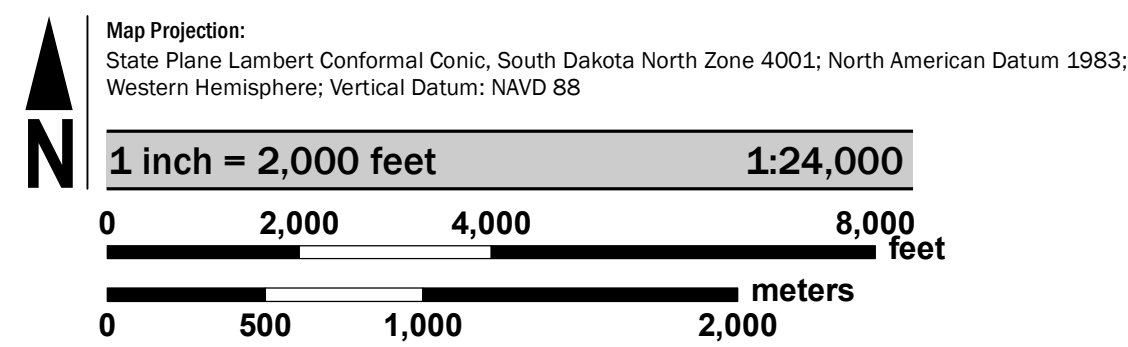 Map Projection:
State Plane Lambert Conformal Conic, South Dakota North Zone 4001; North American Datum 1983;
Western Hemisphere; Vertical Datum: NAVD 88
N
1 inch = 2,000 feet 1:24,000
0 2,000 4,000 8,000
feet
meters
0 500 1,000 2,000